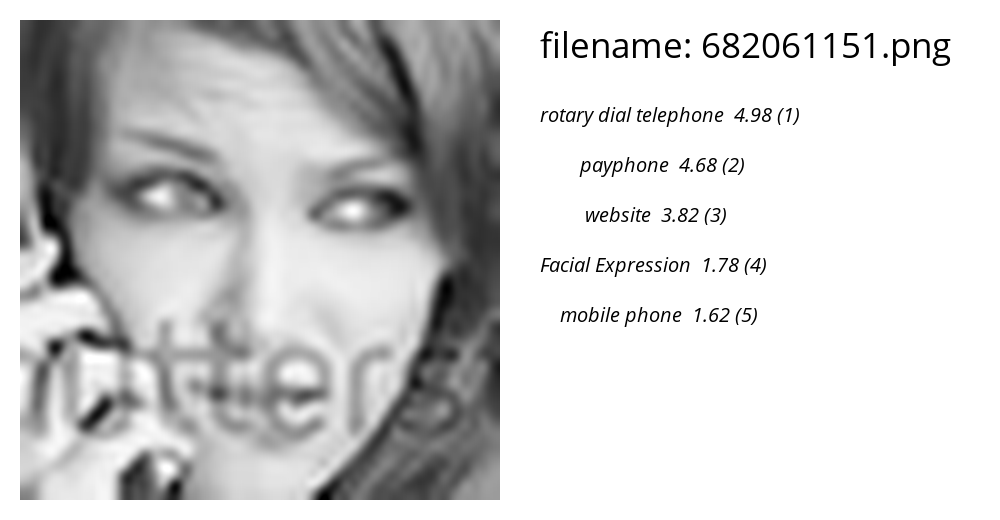 filename: 682061151.png
rotary dial telephone 4.98 (1)
payphone 4.68 (2)
website 3.82 (3)
Facial Expression 1.78 (4)
mobile phone 1.62 (5)
utters